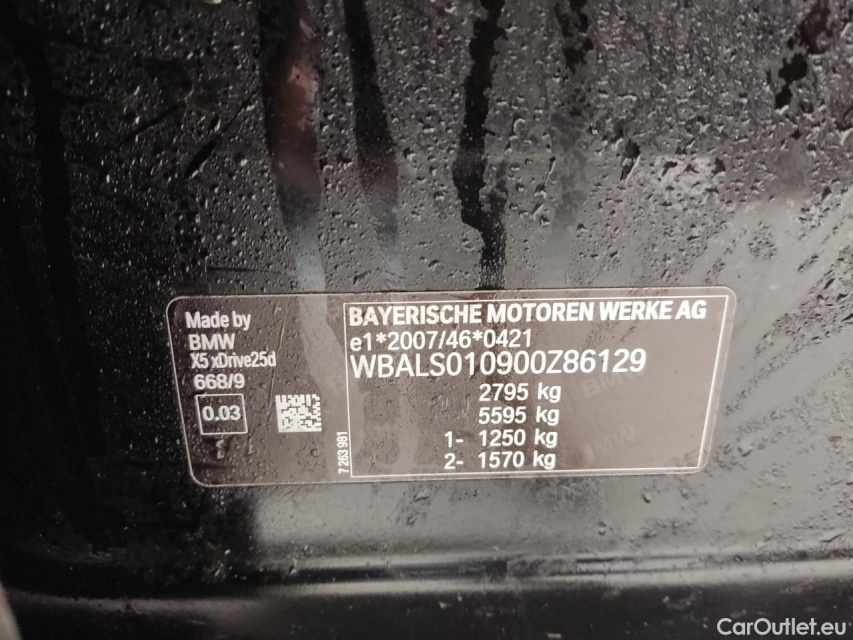 Made by
BMW
X5 xDrive25d
668/9
0.03
7 263 981
BAYERISCHE MOTOREN WERKE AG
e1*2007/46*0421
WBALS010900Z86129
2795 kg
5595 kg
1- 1250 kg
2- 1570 kg
CarOutlet.eu